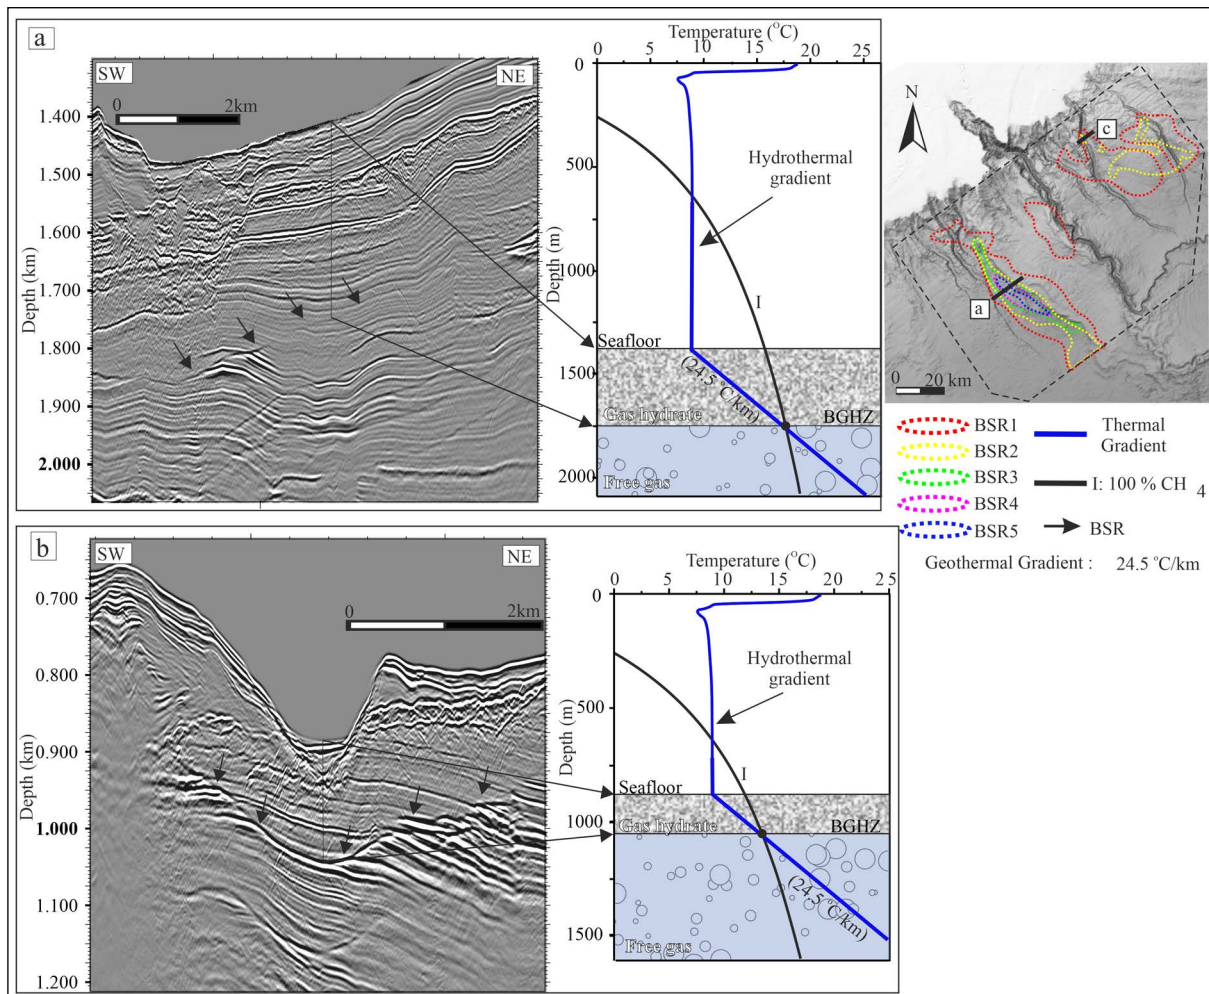 a
SW
NE
0
2km
1.400
1.500
1.600
1.700
1.800
1.900
2.000
Depth (km)
Temperature (°C)
0 5 10 15 20 25
0
500
1000
1500
2000
Depth (m)
Hydrothermal
gradient
I
Seafloor
(24.5 °C/km)
Gas hydrate
BGHZ
Free gas
N
c
a
0 20 km
BSR1
BSR2
BSR3
BSR4
BSR5
Thermal
Gradient
I: 100 % CH 4
BSR
Geothermal Gradient : 24.5 °C/km
b
SW
NE
0
2km
0.700
0.800
0.900
1.000
1.100
1.200
Depth (km)
Temperature (°C)
0 5 10 15 20 25
0
500
1000
1500
Depth (m)
Hydrothermal
gradient
I
Seafloor
Gas hydrate
BGHZ
(24.5 °C/km)
Free gas